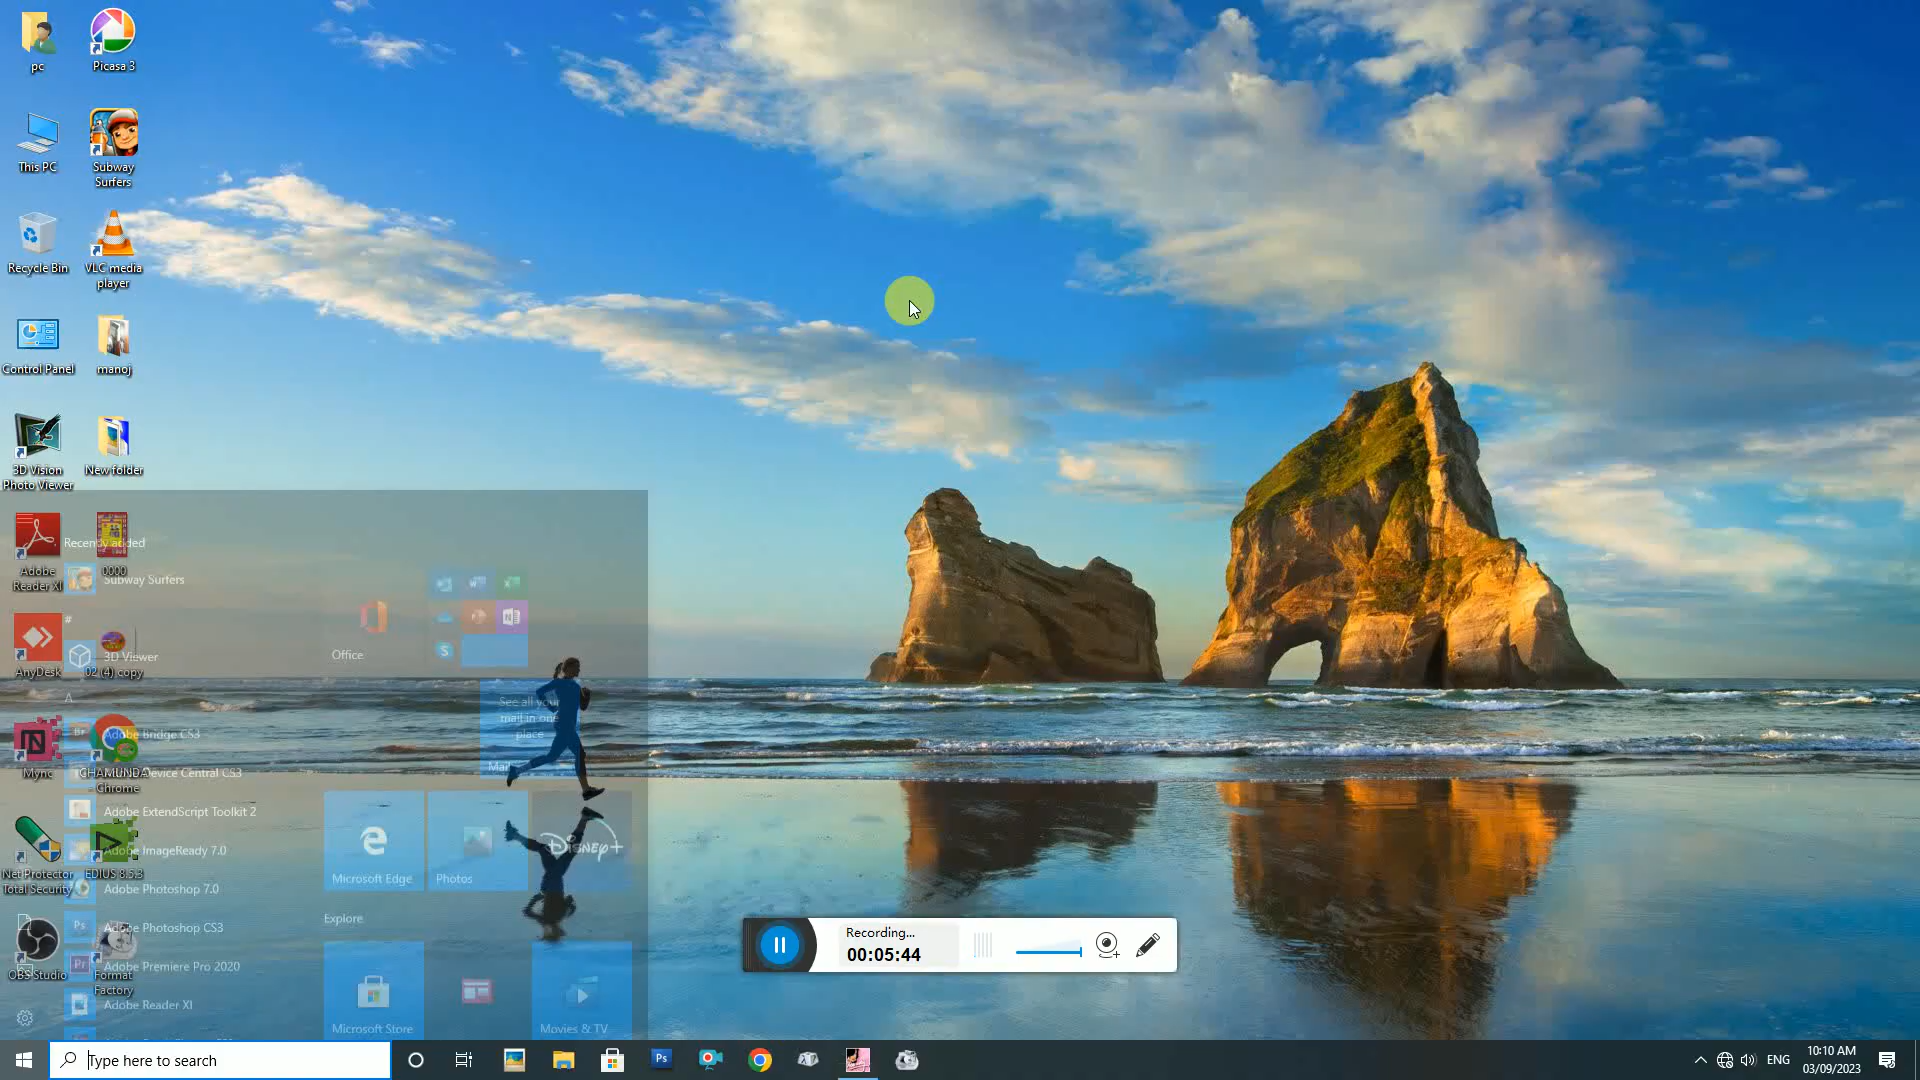 pc
Picasa 3
This PC
Subway
Surfers
Recycle Bin
VLC media
player
Control Panel
manoj
3D Vision
Photo Viewer
New folder
Recently added
Adobe
Reader XI
0000
Subway Surfers
#
Office
3D Viewer
AnyDesk
02 (4) copy
A
See all your
mail in one
place
Mail
Adobe Bridge CS3
Mync
CHAMUNDA
- Chrome
Device Central CS3
Adobe ExtendScript Toolkit 2
Adobe ImageReady 7.0
Disney+
NetProtector
Total Security
EDIUS 8.5.3
Microsoft Edge
Photos
Adobe Photoshop 7.0
Explore
Adobe Photoshop CS3
OBS Studio
Format
Factory
Adobe Premiere Pro 2020
Adobe Reader XI
Microsoft Store
Movies & TV
Recording...
00:05:44
Type here to search
Ps
ENG
10:10 AM
03/09/2023